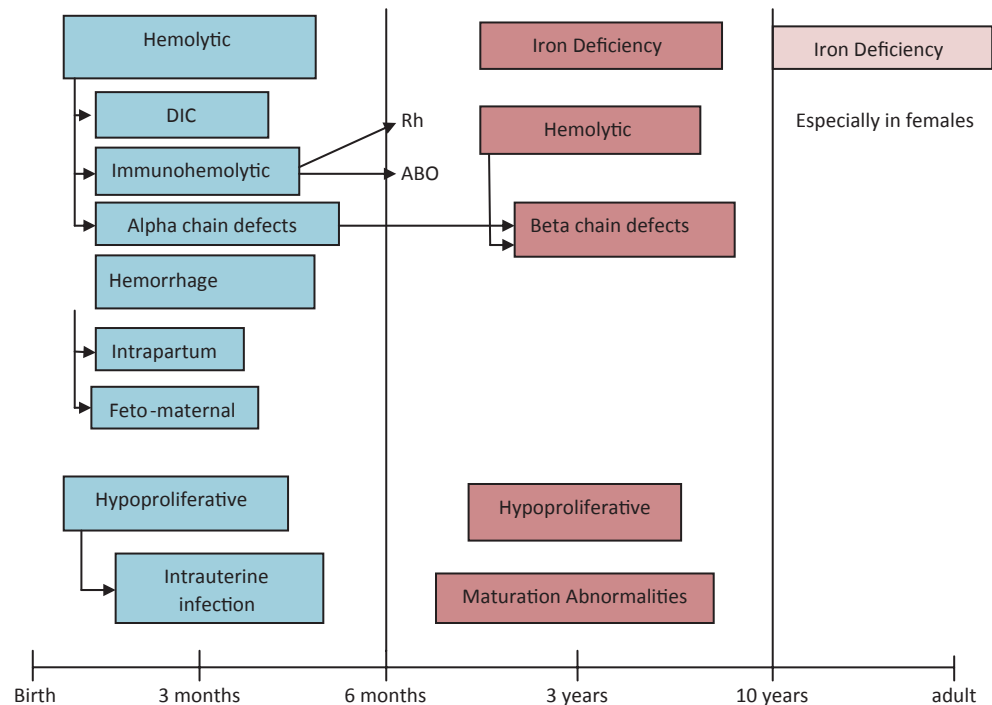 Hemolytic
DIC
Immunohemolytic
Rh
ABO
Alpha chain defects
Hemorrhage
Intrapartum
Feto-maternal
Hypoproliferative
Intrauterine
infection
Iron Deficiency
Hemolytic
Beta chain defects
Hypoproliferative
Maturation Abnormalities
Iron Deficiency
Especially in females
Birth
3 months
6 months
3 years
10 years
adult